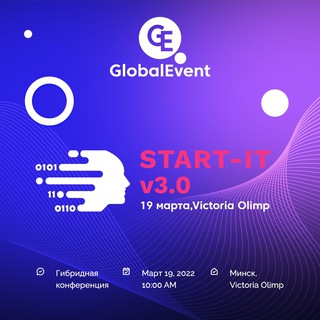 GE
GlobalEvent
START-IT
v3.0
19 марта,Victoria Olimp
0101
11
0110
Гибридная
конференция
Март 19, 2022
10:00 AM
Минск,
Victoria Olimp